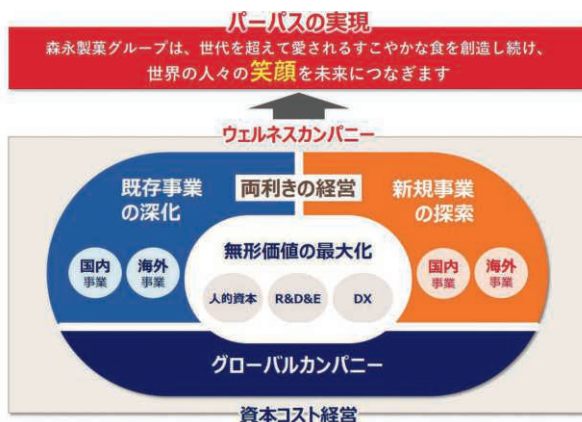 パーパスの実現
森永製菓グループは、世代を超えて愛されるすこやかな食を創造し続け、
世界の人々の笑顔を未来につなぎます
ウェルネスカンパニー
既存事業
の深化
両利きの経営
新規事業
の探索
国内
事業
海外
事業
無形価値の最大化
人的資本
R&D&E
DX
国内
事業
海外
事業
グローバルカンパニー
資本コスト経営